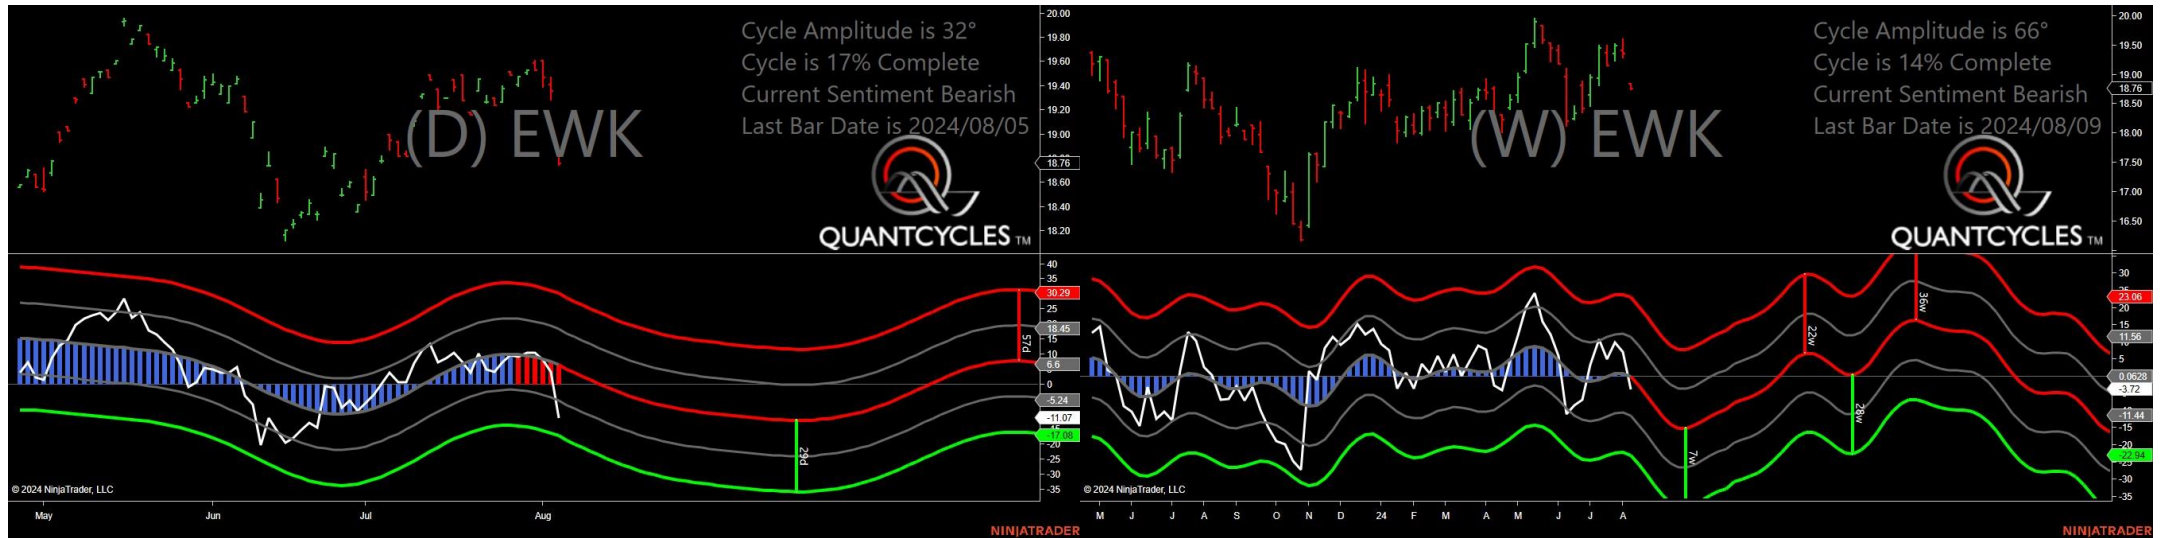 Cycle Amplitude is 32°
Cycle is 17% Complete
Current Sentiment Bearish
Last Bar Date is 2024/08/05
(D) EWK
QUANTCYCLES TM
20.00
19.80
19.60
19.40
19.20
19.00
18.76
18.60
18.40
18.20
40
35
30.29
25
18.45
15
10
6.6
0
-5.24
-11.07
-17.08
-20
-25
-30
-35
57d
29d
© 2024 NinjaTrader, LLC
May Jun Jul Aug
NINJATRADER
Cycle Amplitude is 66°
Cycle is 14% Complete
Current Sentiment Bearish
Last Bar Date is 2024/08/09
(W) EWK
QUANTCYCLES TM
20.00
19.50
19.00
18.76
18.50
18.00
17.50
17.00
16.50
30
23.06
20
15
11.56
5
0.0628
-3.72
-11.44
-15
-22.94
-30
-35
22w
36w
28w
7w
© 2024 NinjaTrader, LLC
M J J A S O N D 24 F M A M J J A
NINJATRADER